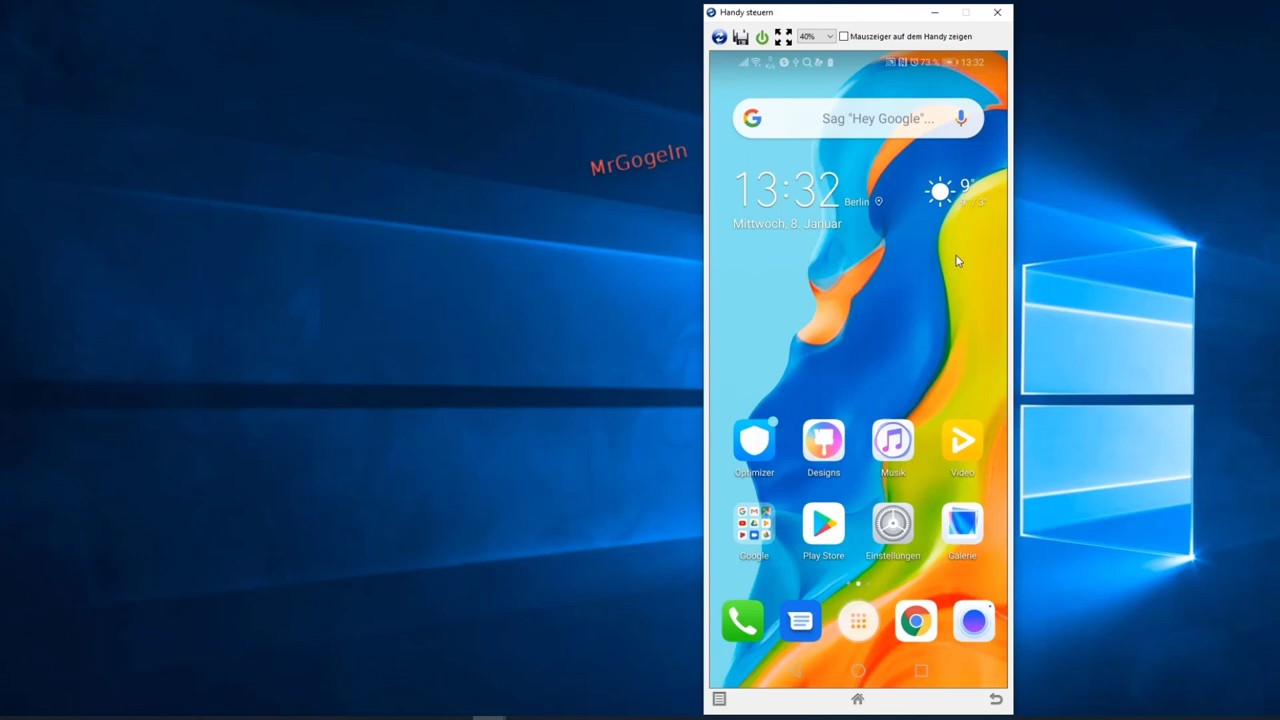 Handy steuern
40%
Mauszeiger auf dem Handy zeigen
73 %
13:32
Sag "Hey Google"...
MrGogeln
13:32
Berlin
9°
Mittwoch, 8. Januar
Optimizer
Designs
Musik
Video
Google
Play Store
Einstellungen
Galerie